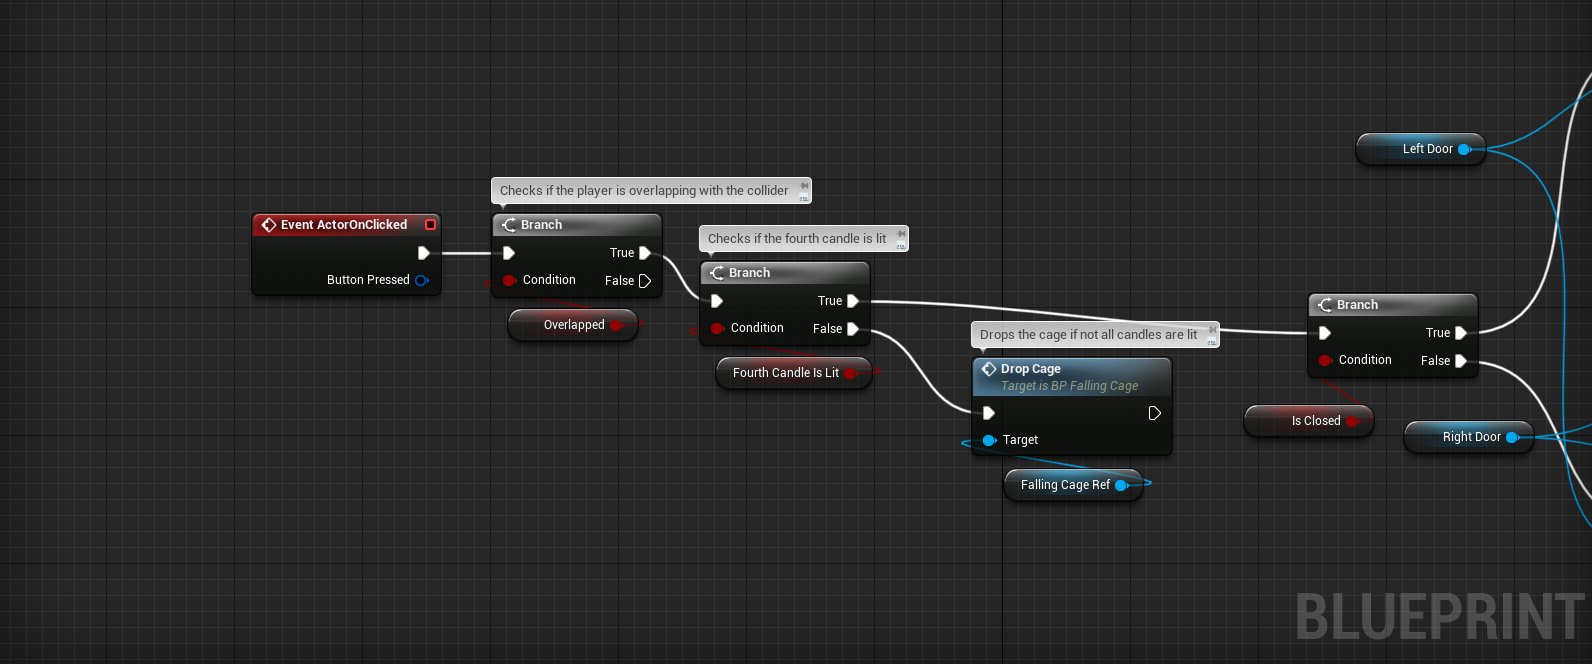 Left Door
Checks if the player is overlapping with the collider
Event ActorOnClicked
Button Pressed
Branch
True
Condition
False
Overlapped
Checks if the fourth candle is lit
Branch
True
Condition
False
Fourth Candle Is Lit
Drops the cage if not all candles are lit
Drop Cage
Target is BP Falling Cage
Target
Falling Cage Ref
Branch
True
Condition
False
Is Closed
Right Door
BLUEPRINT